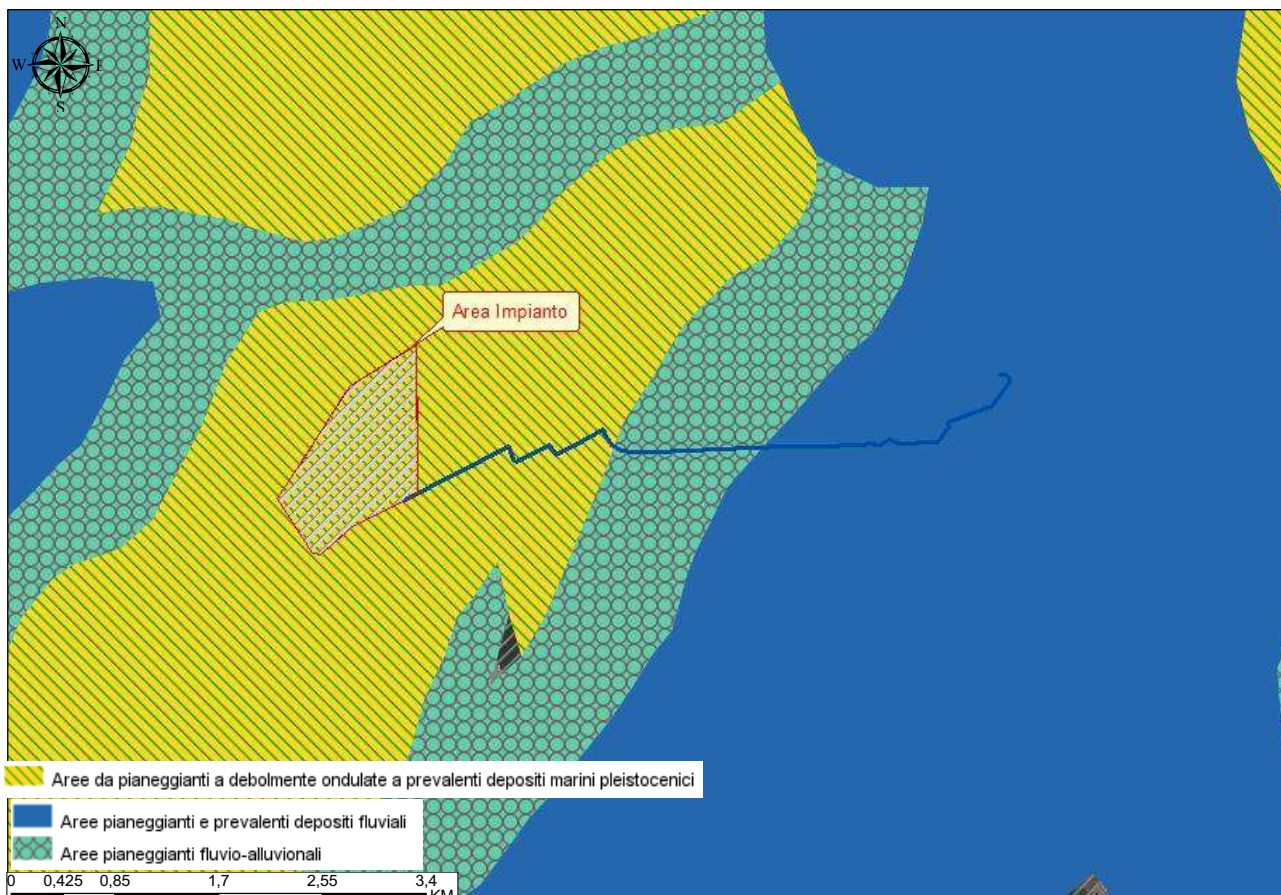 N
W E
S
Area Impianto
Aree da pianeggianti a debolmente ondulate a prevalenti depositi marini pleistocenici
Aree pianeggianti e prevalenti depositi fluviali
Aree pianeggianti fluvio-alluvionali
0 0,425 0,85 1,7 2,55 3,4
KM